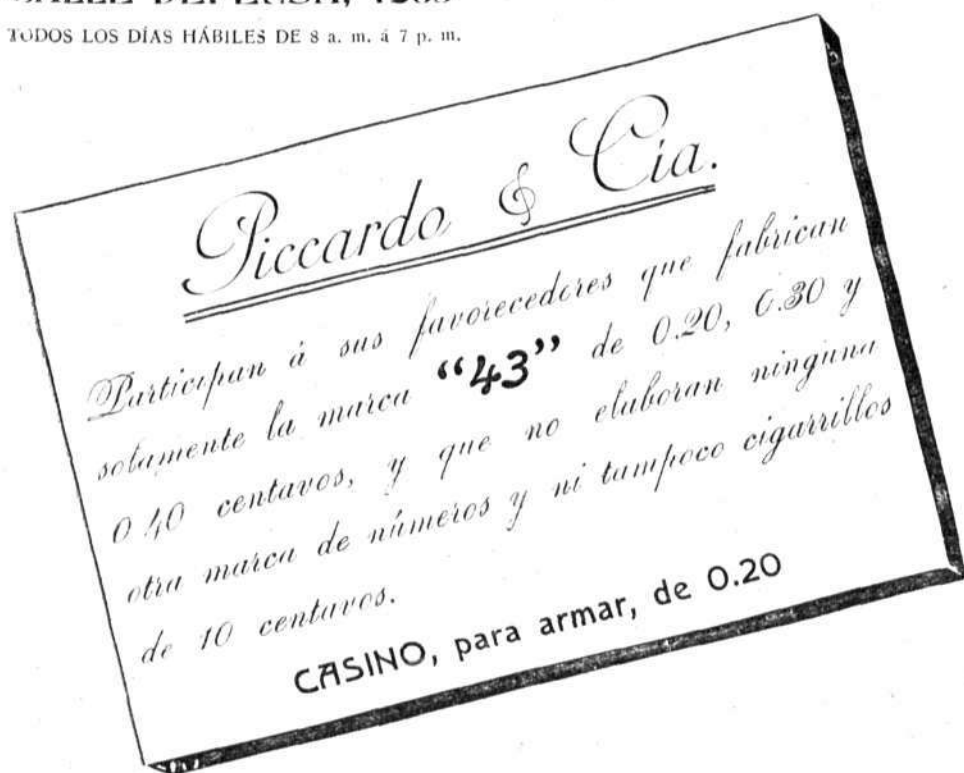 TODOS LOS DÍAS HÁBILES DE 8 a. m. á 7 p. m.
Piccardo & Cía.
Participan á sus favorecedores que fabrican
solamente la marca "43" de 0.20, 0.30 y
0.40 centavos, y que no elaboran ninguna
otra marca de números y ni tampoco cigarrillos
de 10 centavos.
CASINO, para armar, de 0.20